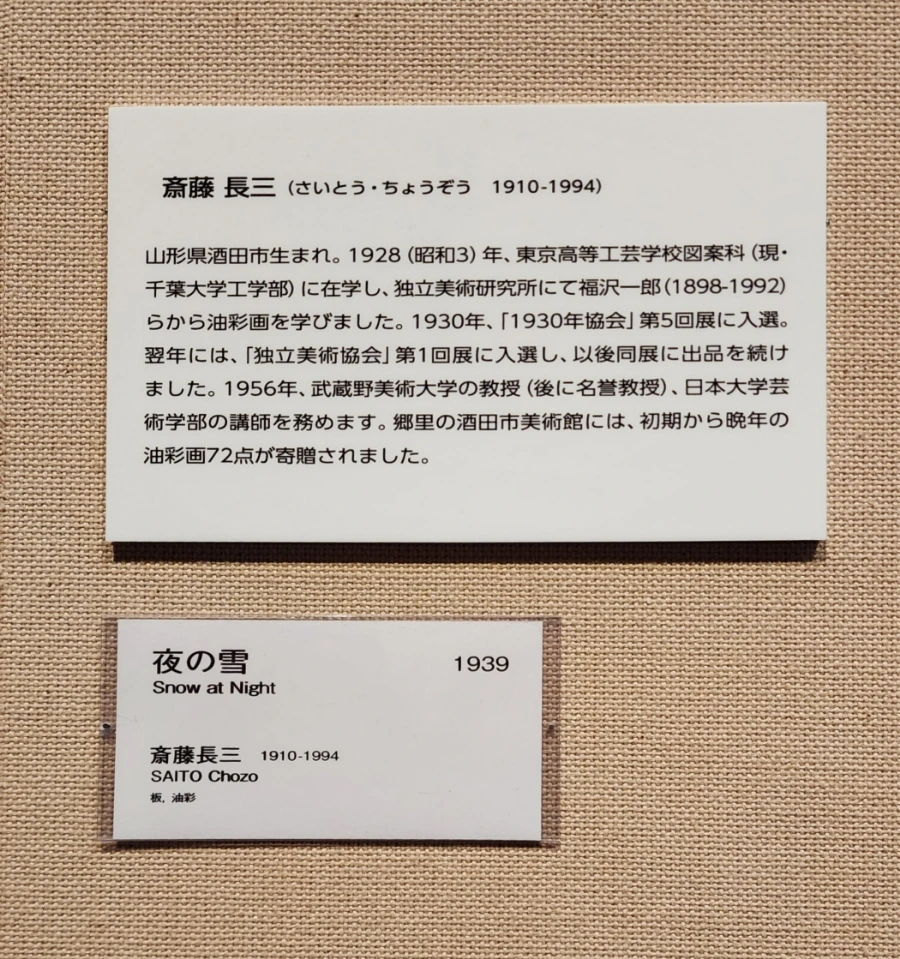 斎藤 長三（さいとう・ちょうぞう　1910-1994）
山形県酒田市生まれ。1928（昭和3）年、東京高等工芸学校図案科（現・
千葉大学工学部）に在学し、独立美術研究所にて福沢一郎（1898-1992）
らから油彩画を学びました。1930年、「1930年協会」第5回展に入選。
翌年には、「独立美術協会」第1回展に入選し、以後同展に出品を続け
ました。1956年、武蔵野美術大学の教授（後に名誉教授）、日本大学芸
術学部の講師を務めます。郷里の酒田市美術館には、初期から晩年の
油彩画72点が寄贈されました。
夜の雪 1939
Snow at Night
斎藤長三 1910-1994
SAITO Chozo
板, 油彩